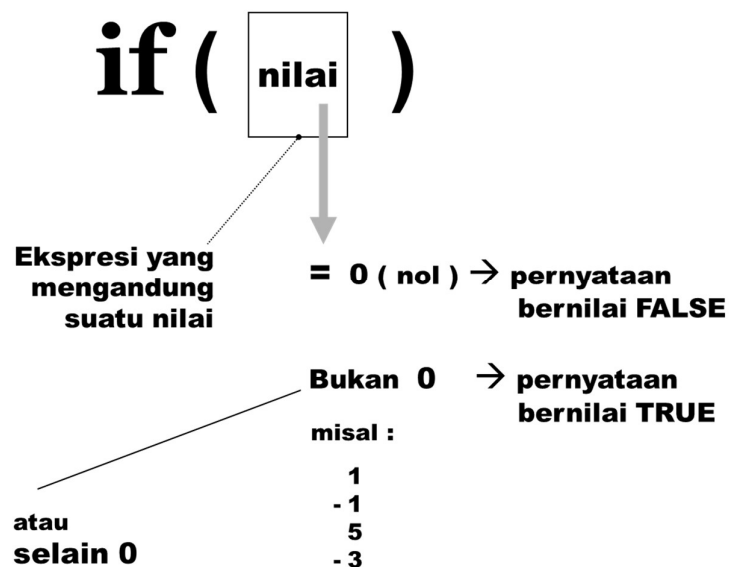 if ( nilai )
Ekspresi yang
mengandung
suatu nilai
= 0 ( nol ) → pernyataan
bernilai FALSE
Bukan 0 → pernyataan
bernilai TRUE
misal :
1
- 1
5
- 3
atau
selain 0